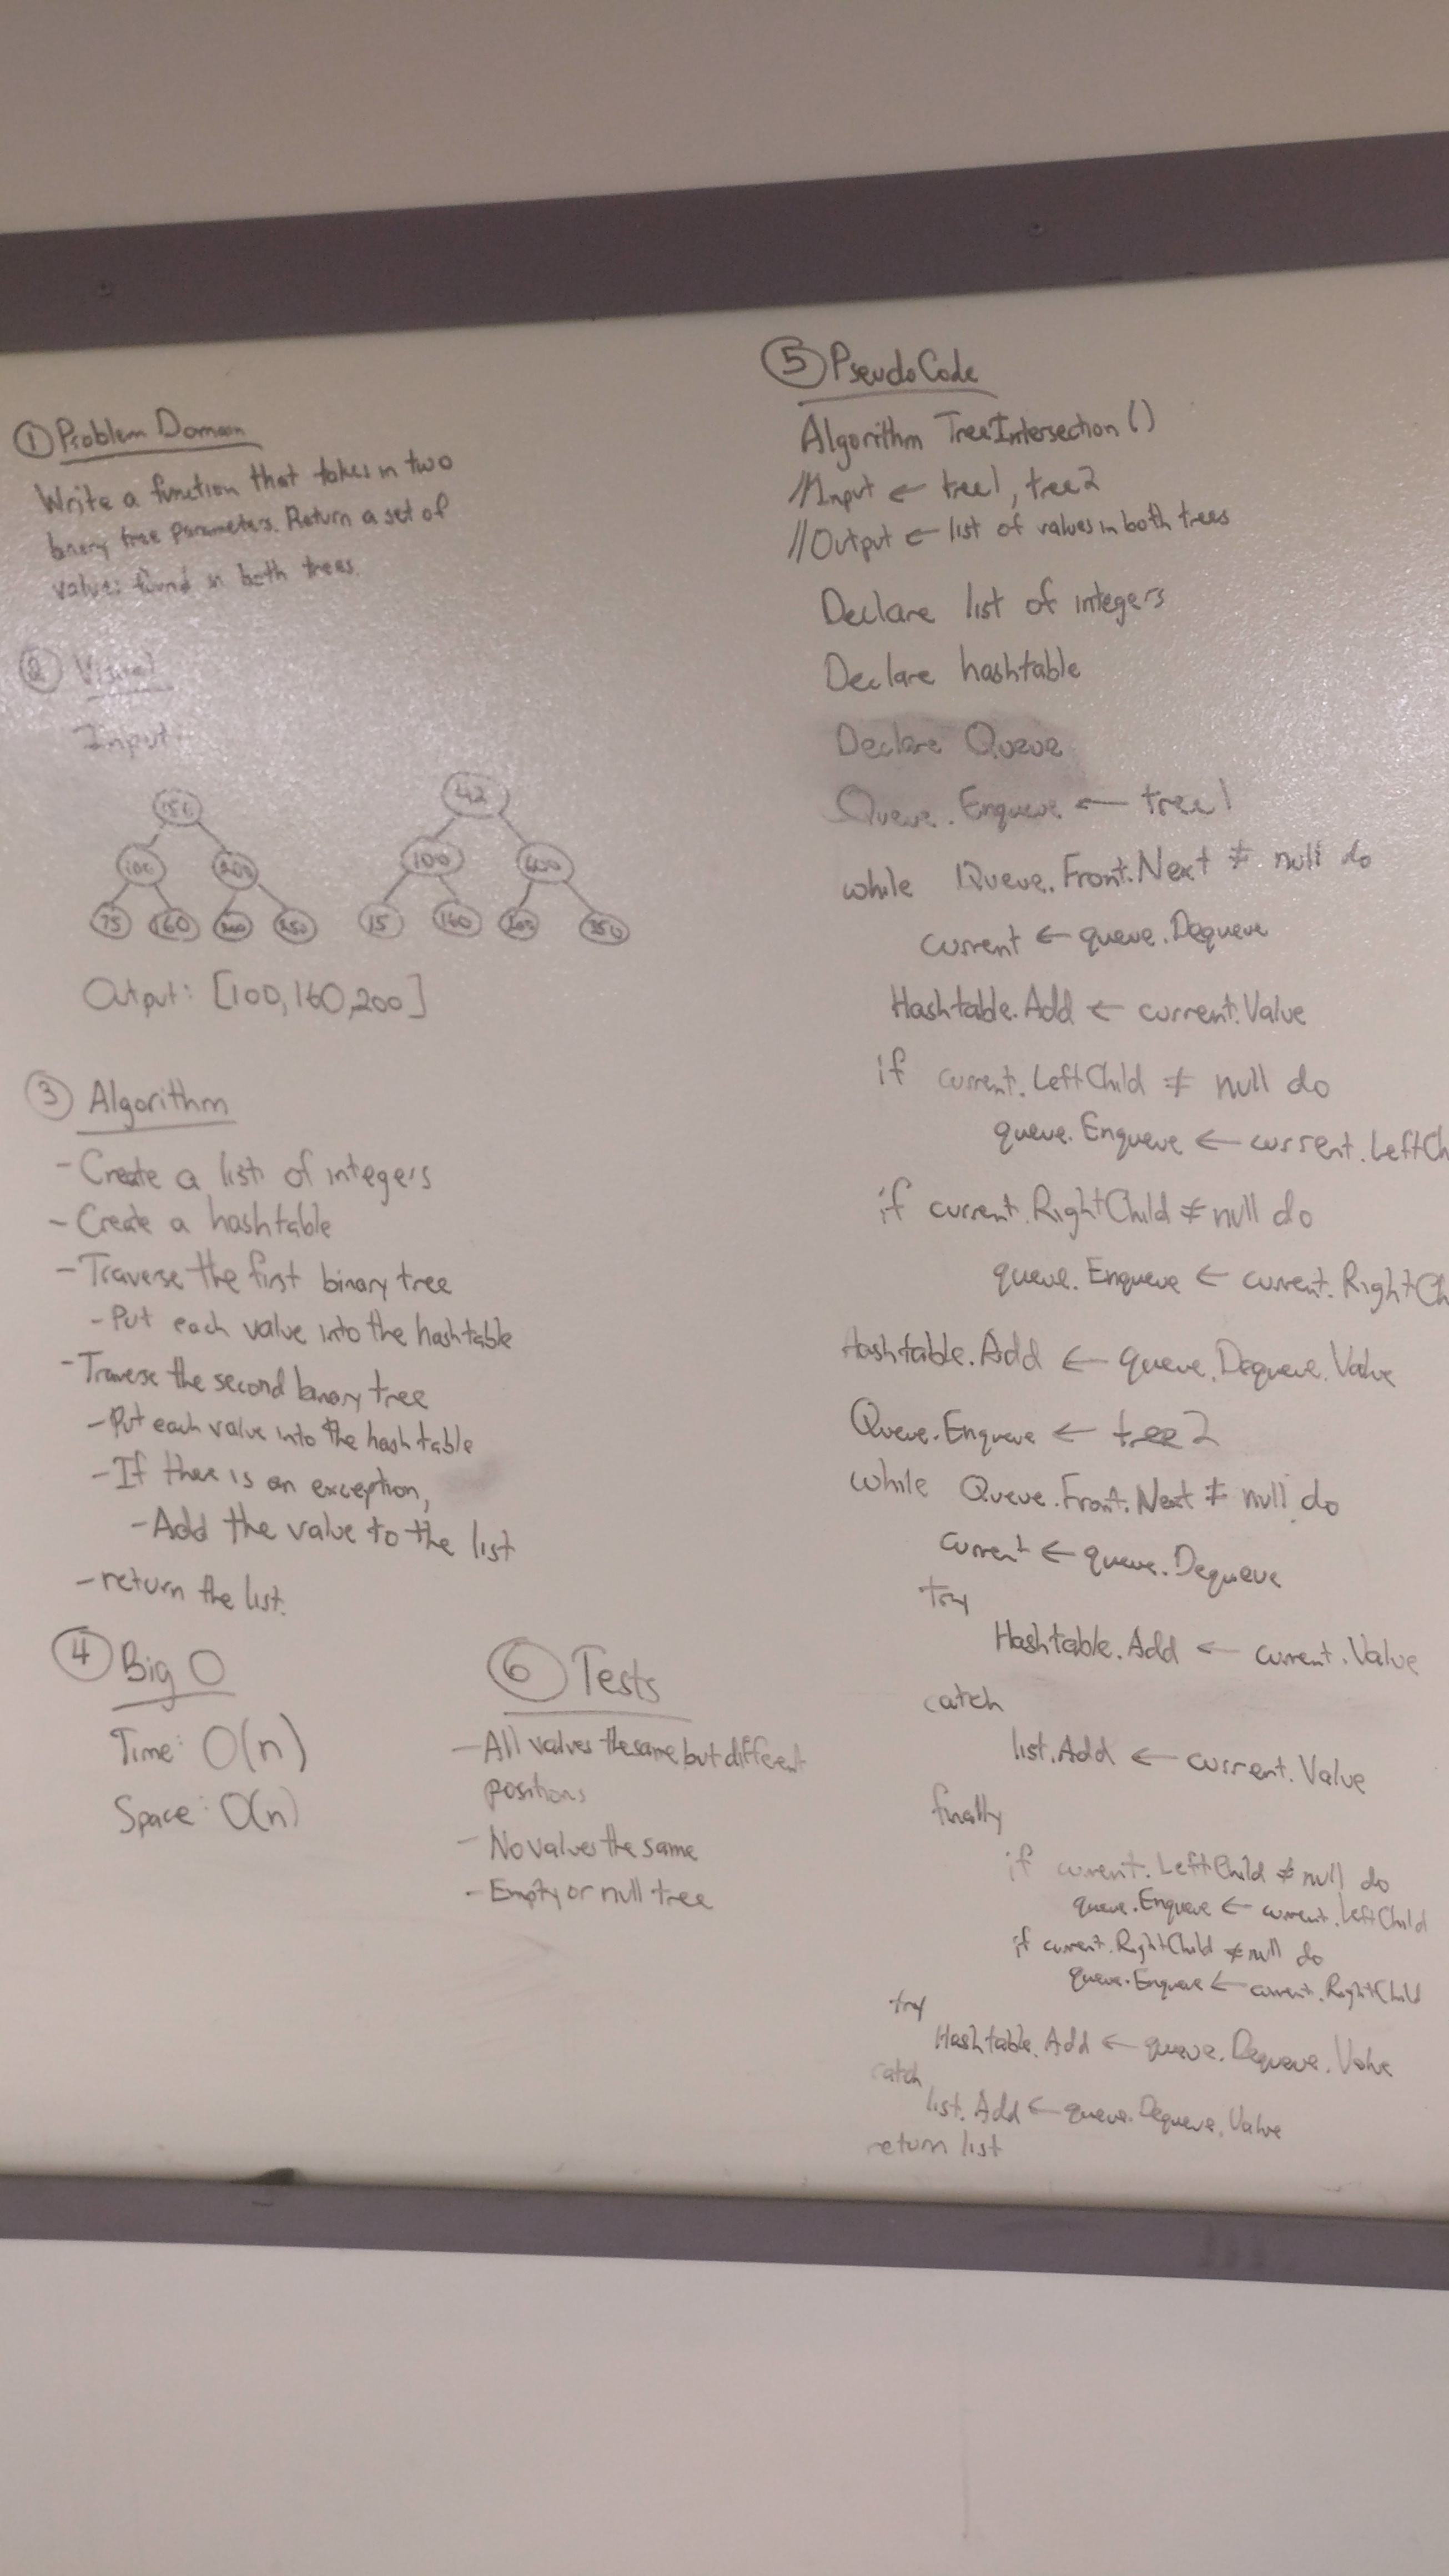 ① Problem Domain
Write a function that takes in two
binary tree parameters. Return a set of
values found in both trees.
② Visual
Input:
42
100 200 100
75 160 15 160 250
Output: [100, 160, 200]
③ Algorithm
- Create a list of integers
- Create a hashtable
- Traverse the first binary tree
- Put each value into the hashtable
- Traverse the second binary tree
- Put each value into the hashtable
- If there is an exception,
- Add the value to the list
- return the list.
④ Big O
Time: O(n)
Space: O(n)
⑥ Tests
- All values the same, but different
positions
- No values the same
- Empty or null tree
⑤ PseudoCode
Algorithm TreeIntersection()
//Input ← tree1, tree2
//Output ← list of values in both trees
Declare list of integers
Declare hashtable
Declare Queue
Queue.Enqueue ← tree1
while Queue.Front.Next ≠ null do
current ← queue.Dequeue
Hashtable.Add ← current.Value
if current.LeftChild ≠ null do
queue.Enqueue ← current.LeftCh
if current.RightChild ≠ null do
queue.Enqueue ← current.RightCh
Hashtable.Add ← queue.Dequeue.Value
Queue.Enqueue ← tree2
while Queue.Front.Next ≠ null do
current ← queue.Dequeue
try
Hashtable.Add ← current.Value
catch
list.Add ← current.Value
finally
if current.LeftChild ≠ null do
queue.Enqueue ← current.LeftChild
if current.RightChild ≠ null do
queue.Enqueue ← current.RightChild
try
Hashtable.Add ← queue.Dequeue.Value
catch
list.Add ← queue.Dequeue.Value
return list